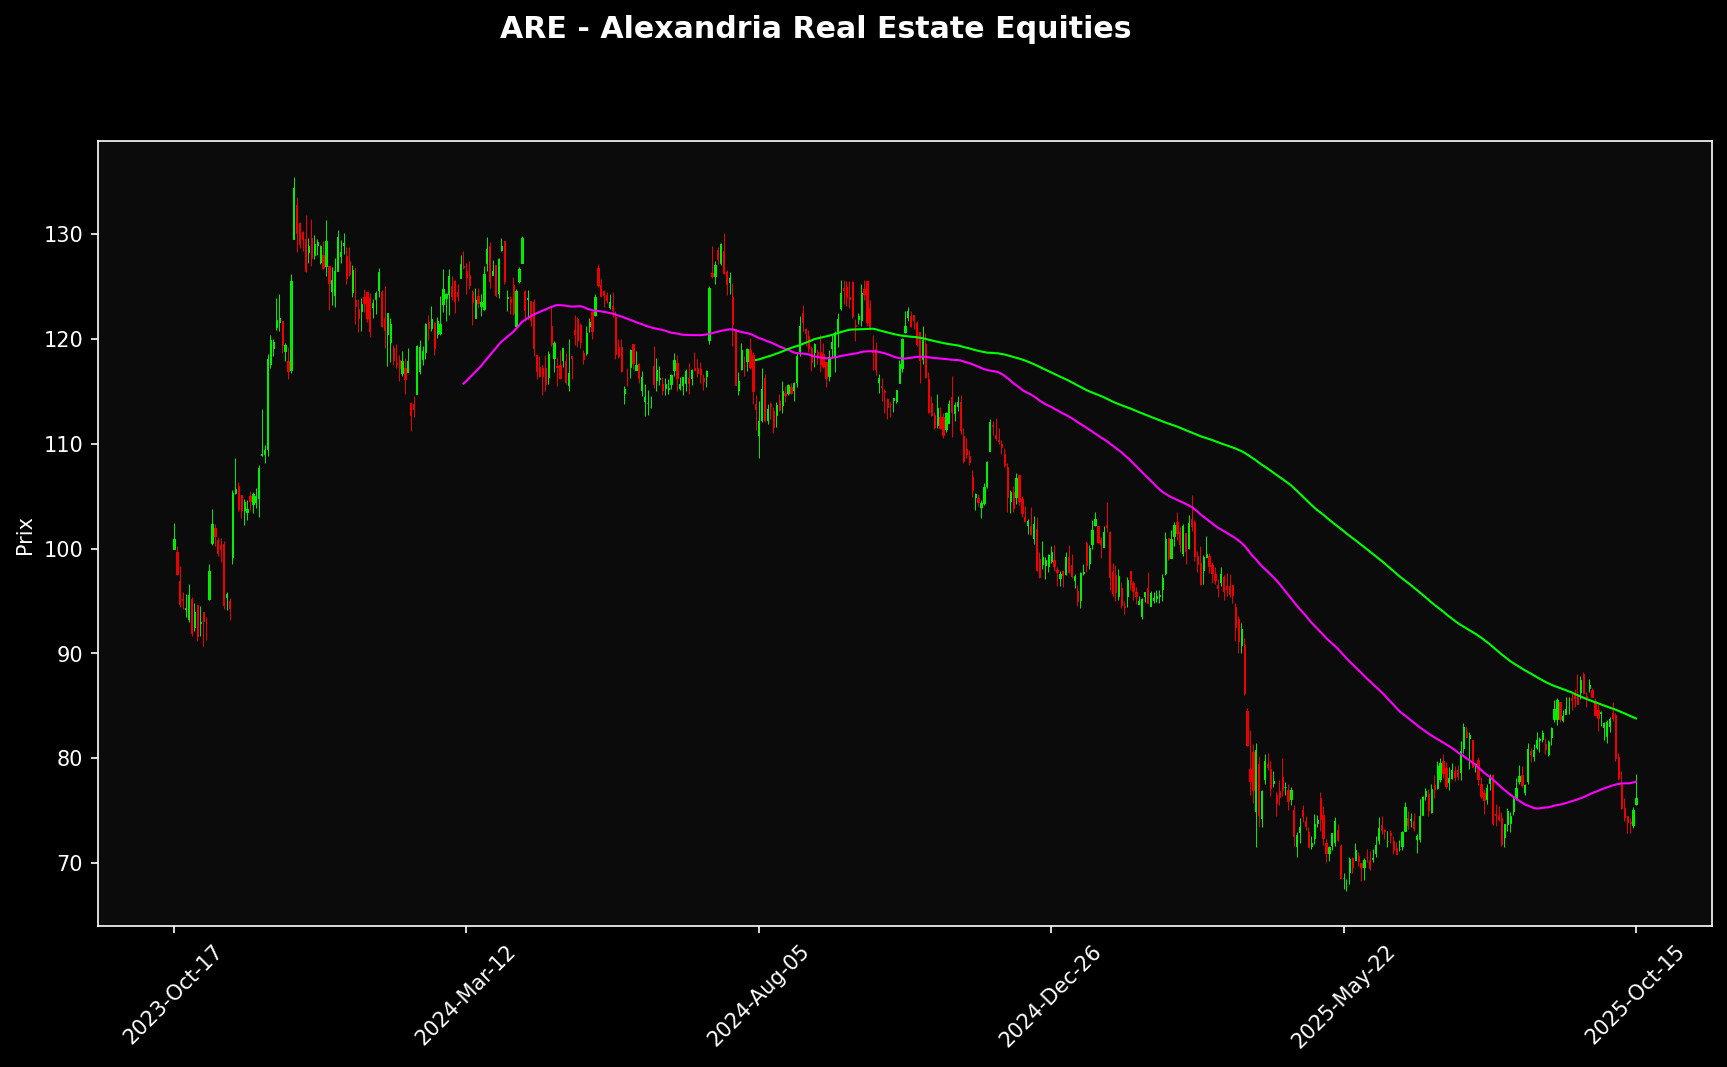 ARE - Alexandria Real Estate Equities
Prix
130
120
110
100
90
80
70
2023-Oct-17
2024-Mar-12
2024-Aug-05
2024-Dec-26
2025-May-22
2025-Oct-15